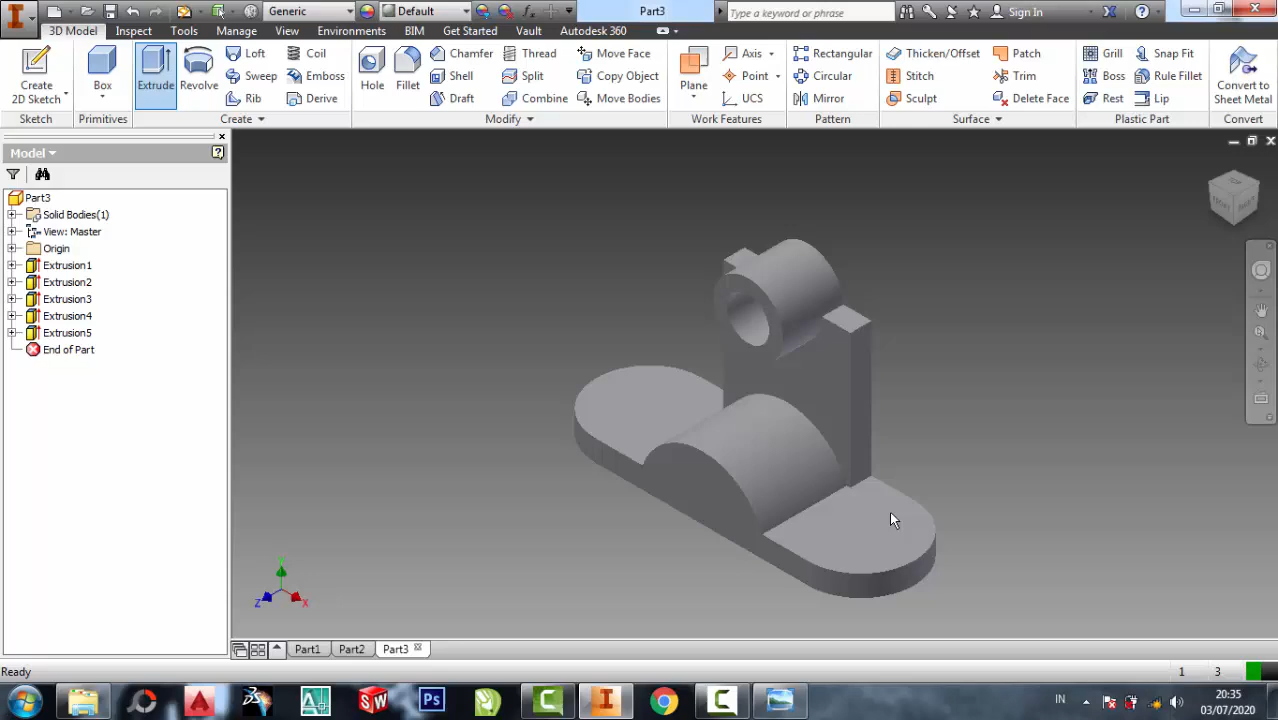 Generic
Default
Part3
Type a keyword or phrase
Sign In
3D Model Inspect Tools Manage View Environments BIM Get Started Vault Autodesk 360
Create
2D Sketch
Box
Extrude
Revolve
Loft
Sweep
Rib
Coil
Emboss
Derive
Hole
Fillet
Chamfer
Shell
Draft
Thread
Split
Combine
Move Face
Copy Object
Move Bodies
Plane
Axis
Point
UCS
Rectangular
Circular
Mirror
Thicken/Offset
Stitch
Sculpt
Patch
Trim
Delete Face
Grill
Boss
Rest
Snap Fit
Rule Fillet
Lip
Convert to
Sheet Metal
Sketch Primitives Create Modify Work Features Pattern Surface Plastic Part Convert
Model
Part3
Solid Bodies(1)
View: Master
Origin
Extrusion1
Extrusion2
Extrusion3
Extrusion4
Extrusion5
End of Part
Z X
Part1 Part2 Part3
Ready 1 3
SW Ps IN
20:35
03/07/2020